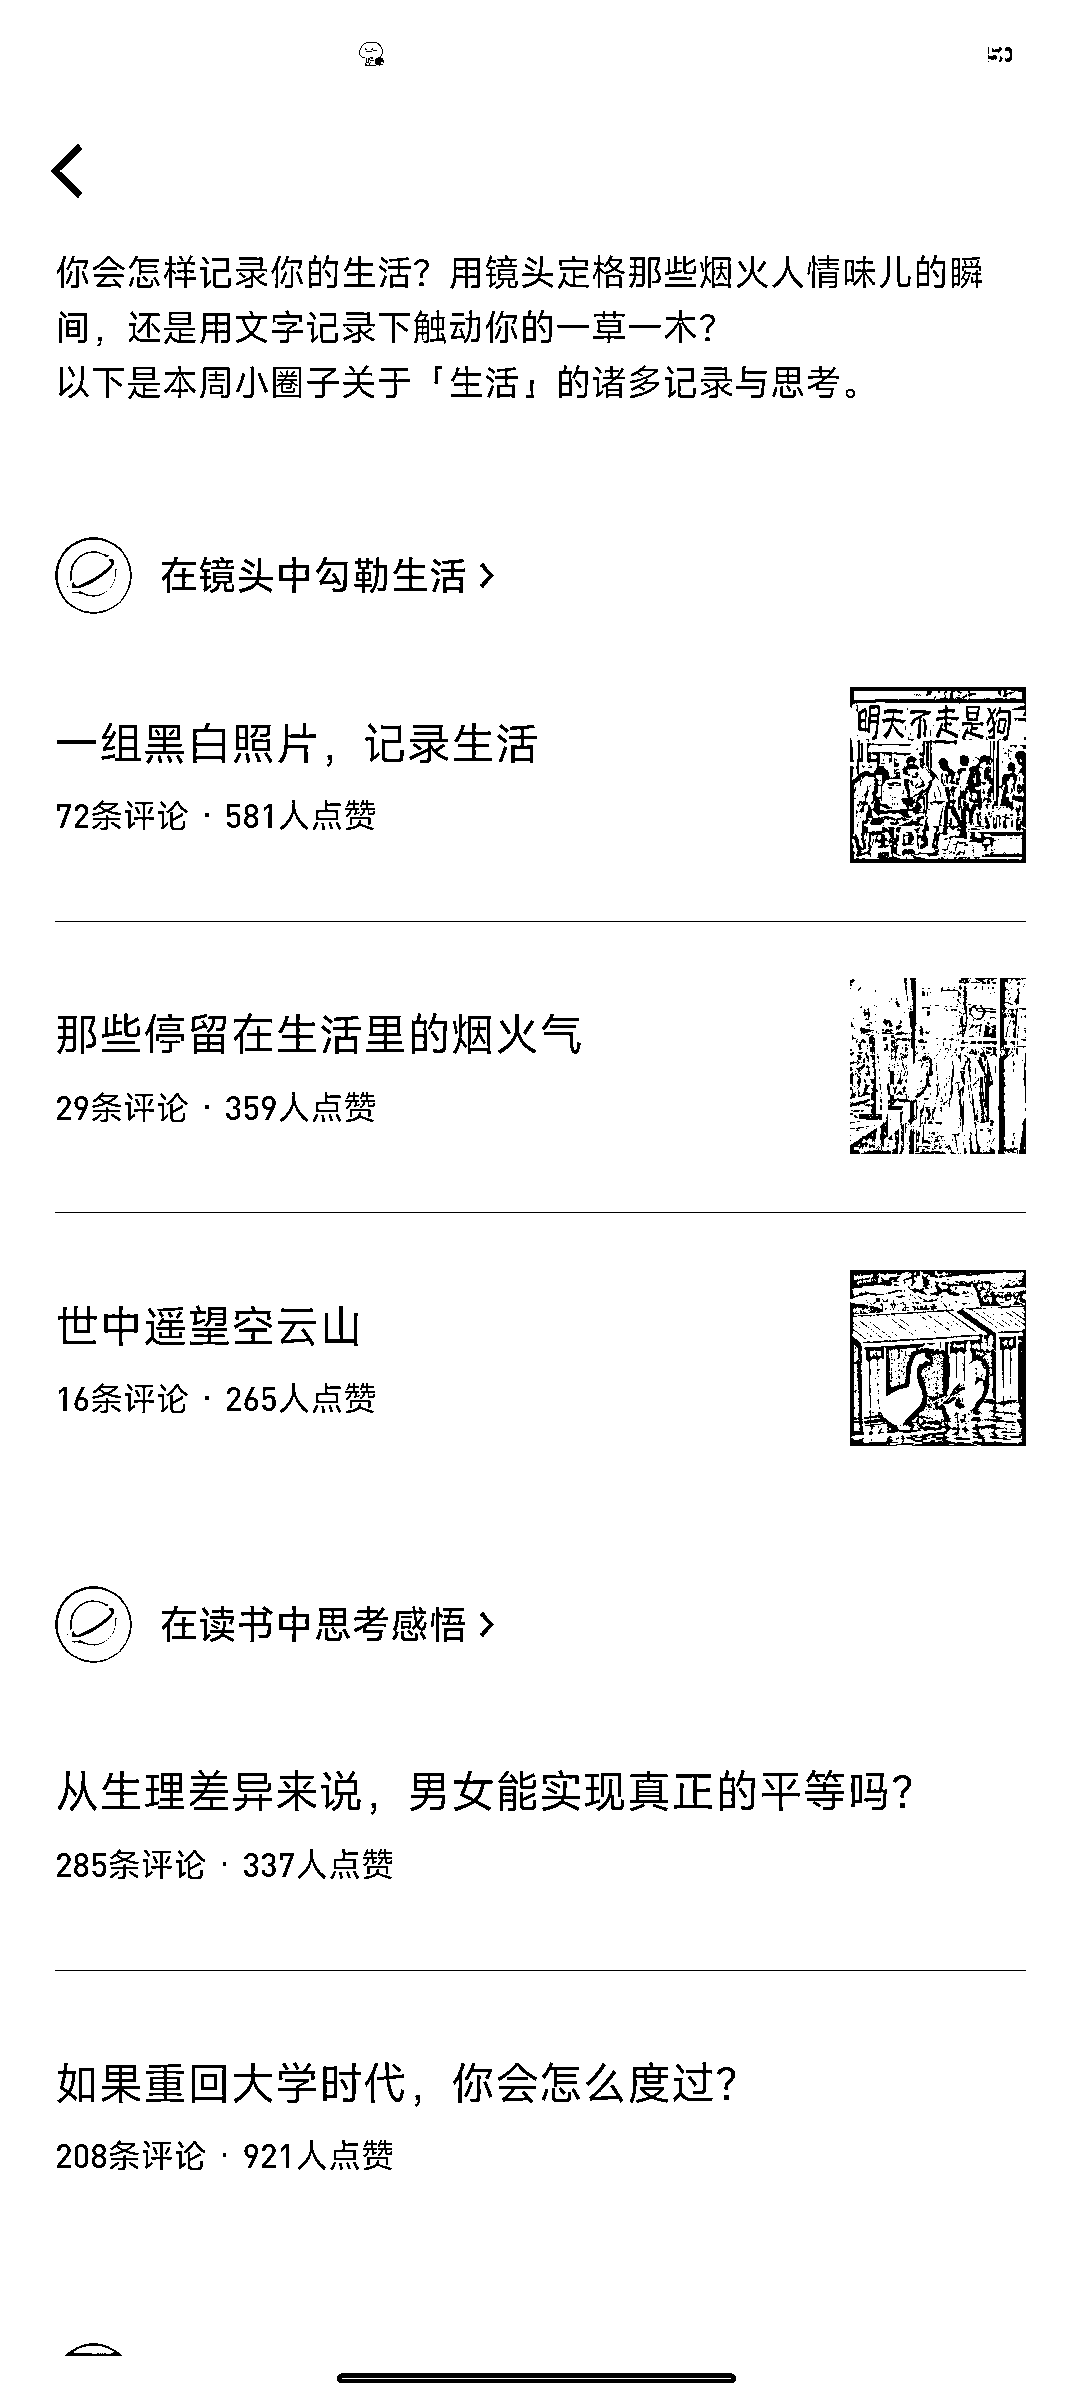 你会怎样记录你的生活？用镜头定格那些烟火人情味儿的瞬
间，还是用文字记录下触动你的一草一木？
以下是本周小圈子关于「生活」的诸多记录与思考。
在镜头中勾勒生活
一组黑白照片，记录生活
72条评论 · 581人点赞
明天不走是狗
那些停留在生活里的烟火气
29条评论 · 359人点赞
世中遥望空云山
16条评论 · 265人点赞
在读书中思考感悟
从生理差异来说，男女能实现真正的平等吗？
285条评论 · 337人点赞
如果重回大学时代，你会怎么度过？
208条评论 · 921人点赞